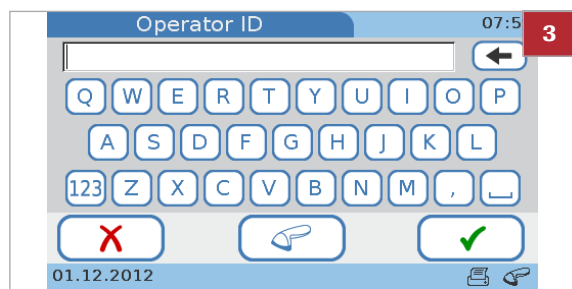 Operator ID 07:5
3
Q W E R T Y U I O P
A S D F G H J K L
123 Z X C V B N M ,
01.12.2012